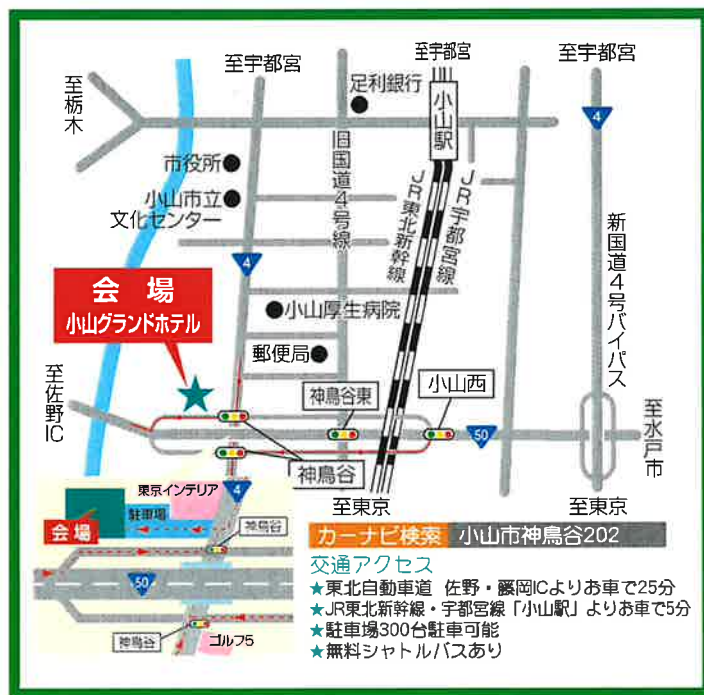 至宇都宮
至宇都宮
至宇都宮
至栃木
足利銀行
小山駅
4
市役所
旧国道4号線
小山市立
文化センター
JR東北新幹線
JR宇都宮線
新国道4号バイパス
4
会場
小山グランドホテル
小山厚生病院
郵便局
至佐野IC
神鳥谷東
小山西
50
至水戸市
神鳥谷
至東京
至東京
東京インテリア
4
駐車場
会場
神鳥谷
50
神鳥谷
ゴルフ5
カーナビ検索 小山市神鳥谷202
交通アクセス
★東北自動車道 佐野・藤岡ICよりお車で25分
★JR東北新幹線・宇都宮線「小山駅」よりお車で5分
★駐車場300台駐車可能
★無料シャトルバスあり